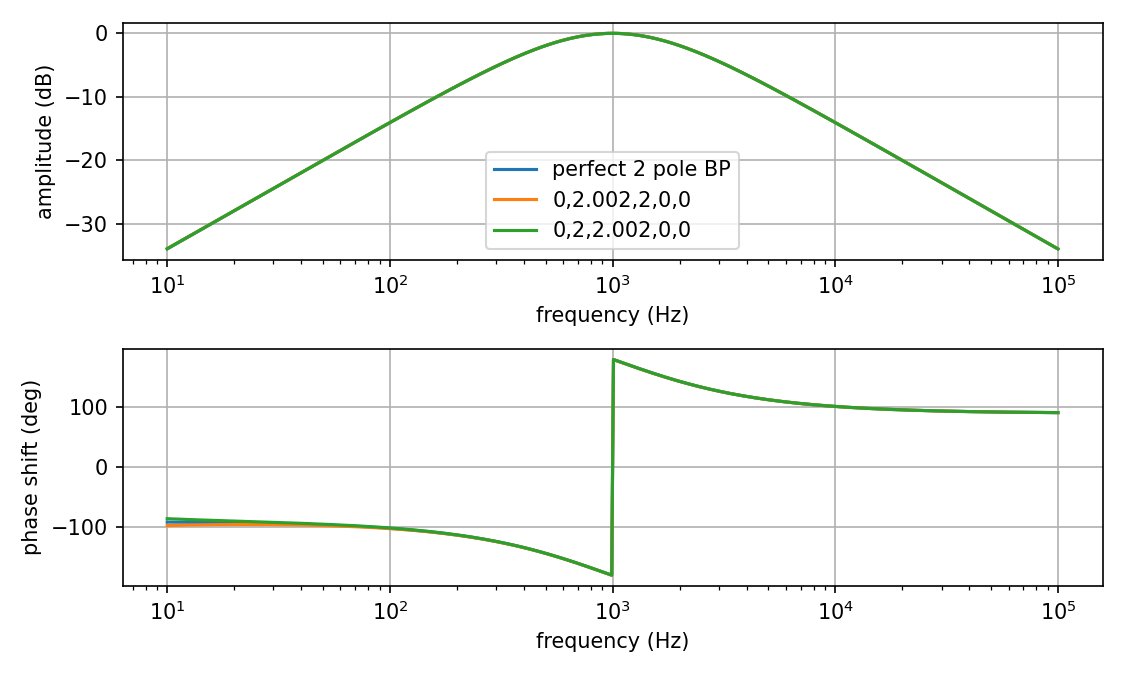 amplitude (dB)
0
−10
−20
−30
perfect 2 pole BP
0,2.002,2,0,0
0,2,2.002,0,0
10¹ 10² 10³ 10⁴ 10⁵
frequency (Hz)
phase shift (deg)
100
0
−100
10¹ 10² 10³ 10⁴ 10⁵
frequency (Hz)